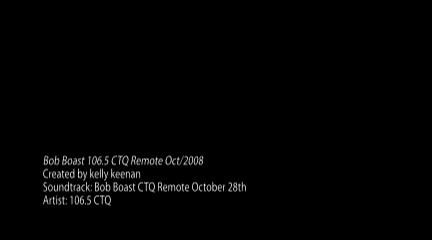 Bob Boast 106.5 CTQ Remote Oct/2008
Created by kelly keenan
Soundtrack: Bob Boast CTQ Remote October 28th
Artist: 106.5 CTQ